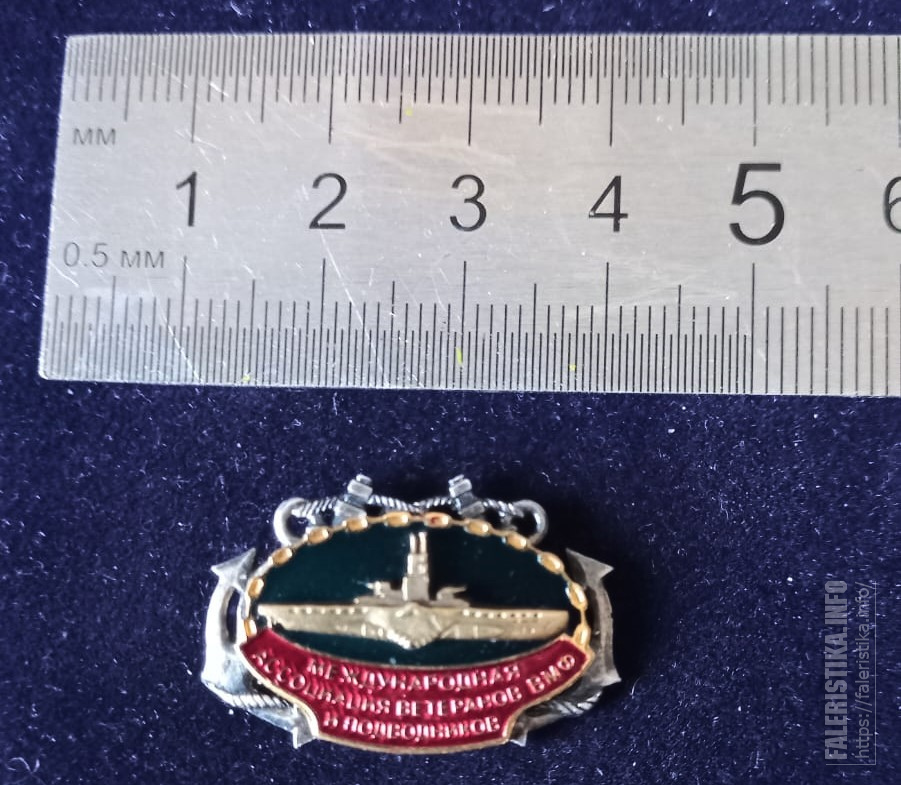 мм
1 2 3 4 5 6
0.5 мм
МЕЖДУНАРОДНАЯ
АССОЦИАЦИЯ ВЕТЕРАНОВ ВМФ
И ПОДВОДНИКОВ
FALERISTIKA.INFO
https://faleristika.info/